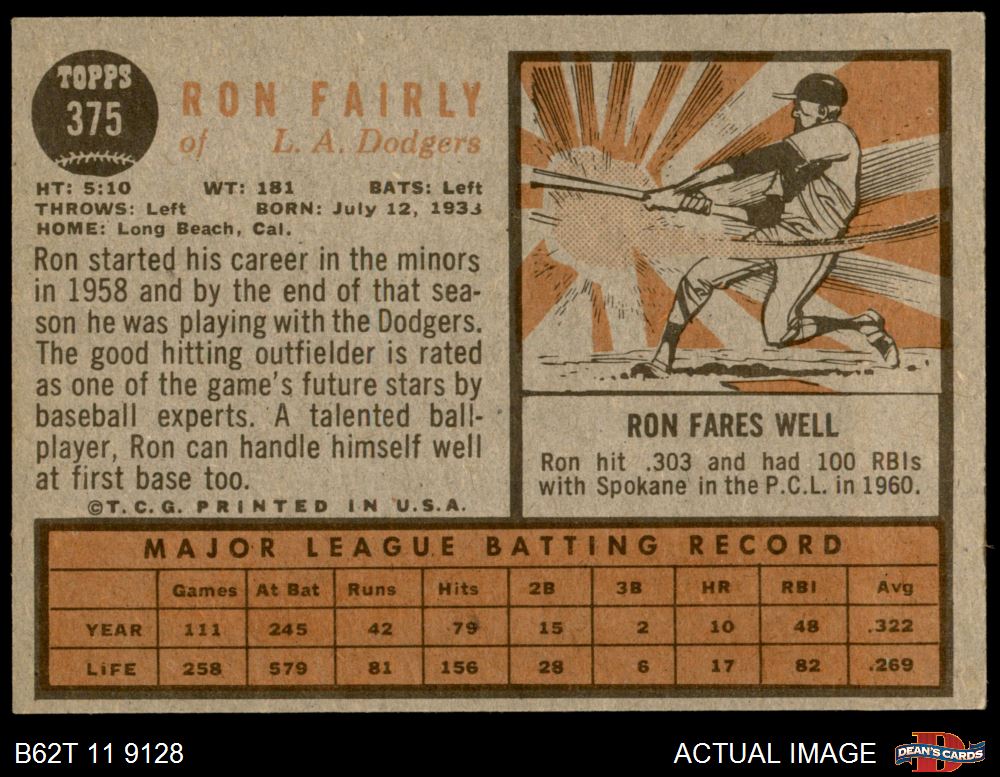 TOPPS
375
RON FAIRLY
of L. A. Dodgers
HT: 5:10 WT: 181 BATS: Left
THROWS: Left BORN: July 12, 1933
HOME: Long Beach, Cal.
Ron started his career in the minors
in 1958 and by the end of that sea-
son he was playing with the Dodgers.
The good hitting outfielder is rated
as one of the game's future stars by
baseball experts. A talented ball-
player, Ron can handle himself well
at first base too.
©T.C.G. PRINTED IN U.S.A.
RON FARES WELL
Ron hit .303 and had 100 RBIs
with Spokane in the P.C.L. in 1960.
MAJOR LEAGUE BATTING RECORD
Games At Bat Runs Hits 2B 3B HR RBI Avg
YEAR 111 245 42 79 15 2 10 48 .322
LiFE 258 579 81 156 28 6 17 82 .269
B62T 11 9128
ACTUAL IMAGE
D
DEAN'S CARDS